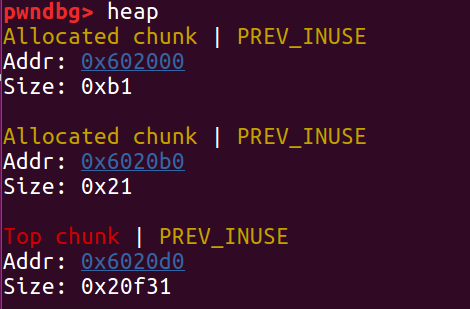 pwndbg> heap
Allocated chunk | PREV_INUSE
Addr: 0x602000
Size: 0xb1
Allocated chunk | PREV_INUSE
Addr: 0x6020b0
Size: 0x21
Top chunk | PREV_INUSE
Addr: 0x6020d0
Size: 0x20f31